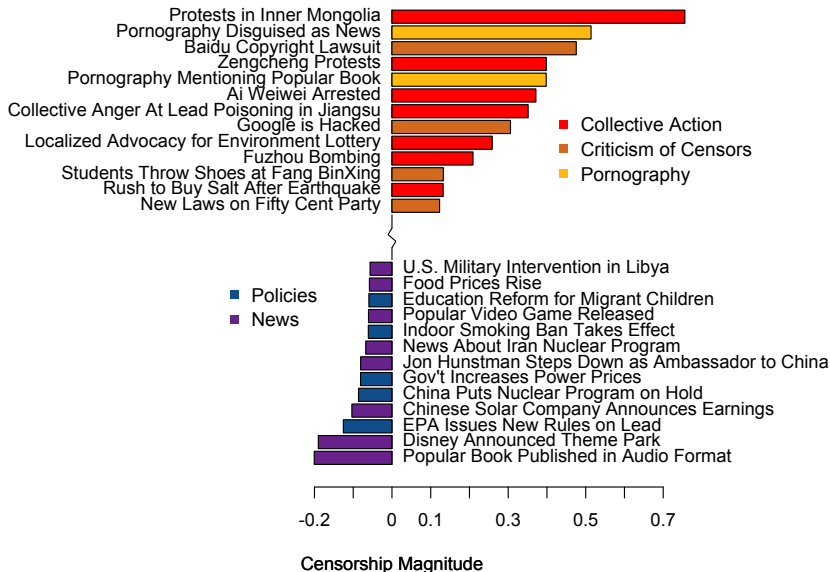 Protests in Inner Mongolia
Pornography Disguised as News
Baidu Copyright Lawsuit
Zengcheng Protests
Pornography Mentioning Popular Book
Ai Weiwei Arrested
Collective Anger At Lead Poisoning in Jiangsu
Google is Hacked
Localized Advocacy for Environment Lottery
Fuzhou Bombing
Students Throw Shoes at Fang BinXing
Rush to Buy Salt After Earthquake
New Laws on Fifty Cent Party
Collective Action
Criticism of Censors
Pornography
Policies
News
U.S. Military Intervention in Libya
Food Prices Rise
Education Reform for Migrant Children
Popular Video Game Released
Indoor Smoking Ban Takes Effect
News About Iran Nuclear Program
Jon Hunstman Steps Down as Ambassador to China
Gov't Increases Power Prices
China Puts Nuclear Program on Hold
Chinese Solar Company Announces Earnings
EPA Issues New Rules on Lead
Disney Announced Theme Park
Popular Book Published in Audio Format
-0.2 0 0.1 0.3 0.5 0.7
Censorship Magnitude